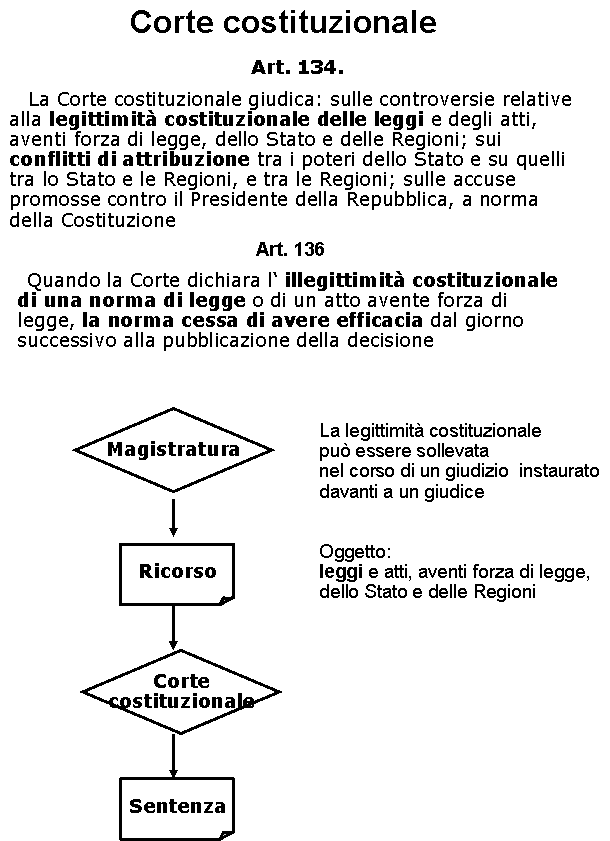 Corte costituzionale
Art. 134.
La Corte costituzionale giudica: sulle controversie relative
alla legittimità costituzionale delle leggi e degli atti,
aventi forza di legge, dello Stato e delle Regioni; sui
conflitti di attribuzione tra i poteri dello Stato e su quelli
tra lo Stato e le Regioni, e tra le Regioni; sulle accuse
promosse contro il Presidente della Repubblica, a norma
della Costituzione
Art. 136
Quando la Corte dichiara l‘ illegittimità costituzionale
di una norma di legge o di un atto avente forza di
legge, la norma cessa di avere efficacia dal giorno
successivo alla pubblicazione della decisione
Magistratura
La legittimità costituzionale
può essere sollevata
nel corso di un giudizio instaurato
davanti a un giudice
Ricorso
Oggetto:
leggi e atti, aventi forza di legge,
dello Stato e delle Regioni
Corte
costituzionale
Sentenza